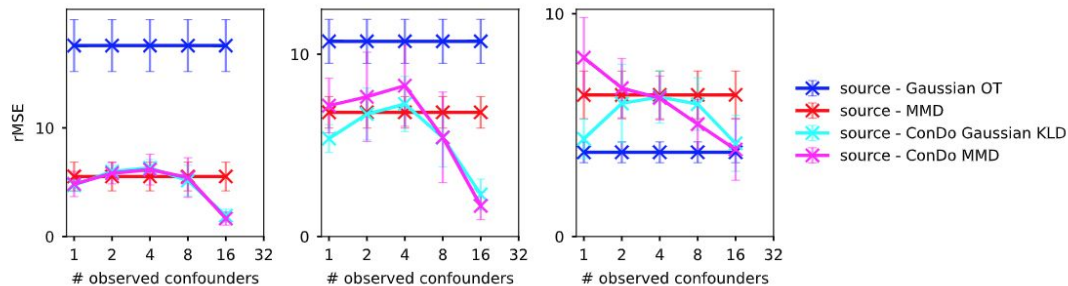 rMSE
10
0
1 2 4 8 16 32
# observed confounders
10
0
1 2 4 8 16 32
# observed confounders
10
0
1 2 4 8 16 32
# observed confounders
source - Gaussian OT
source - MMD
source - ConDo Gaussian KLD
source - ConDo MMD